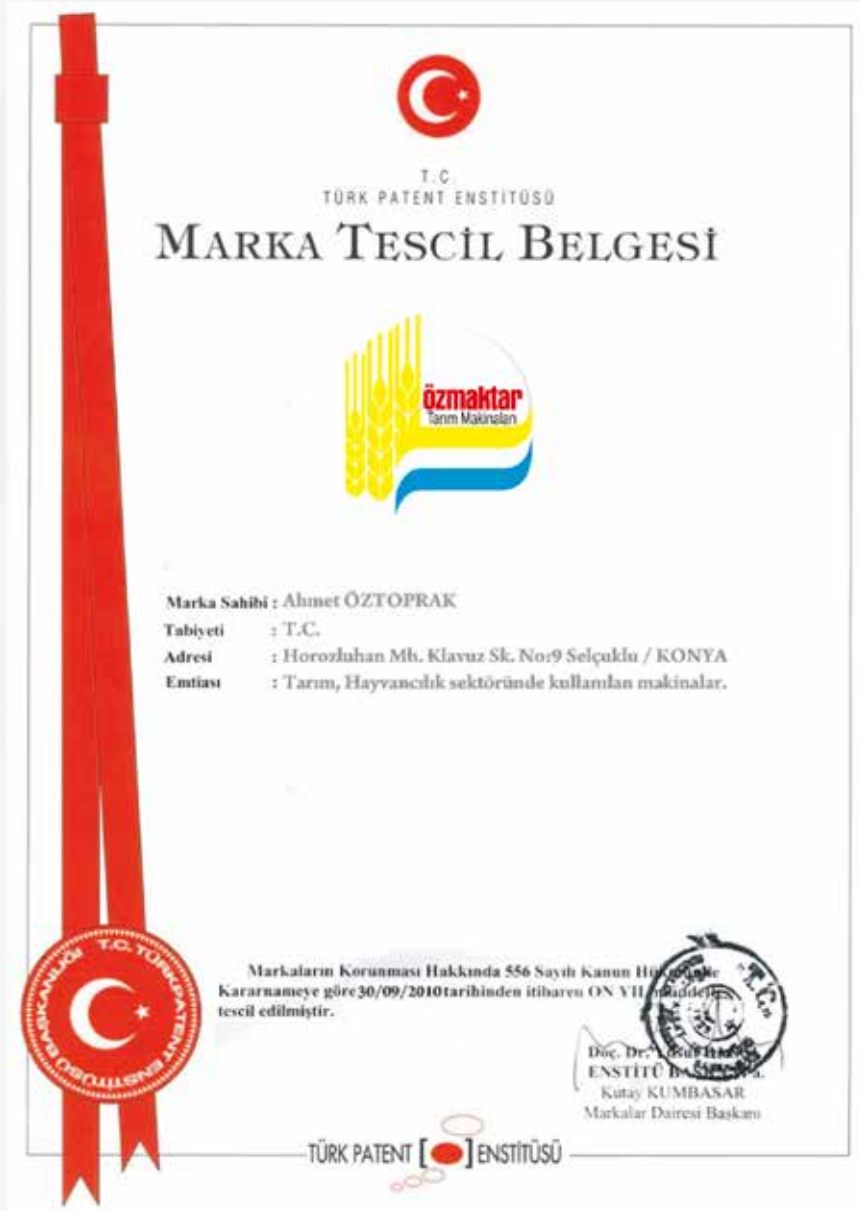 T.C.
TÜRK PATENT ENSTİTÜSÜ
MARKA TESCİL BELGESİ
özmaktar
Tarım Makinaları
Marka Sahibi : Ahmet ÖZTOPRAK
Tabiyeti : T.C.
Adresi : Horozluhan Mh. Klavuz Sk. No:9 Selçuklu / KONYA
Emtiası : Tarım, Hayvancılık sektöründe kullanılan makinalar.
T.C. TÜRK PATENT ENSTİTÜSÜ BAŞKANLIĞI
Markaların Korunması Hakkında 556 Sayılı Kanun
Kararnameye göre 30/09/2010 tarihinden itibaren ON YIL
tescil edilmiştir.
T.C.
Doç. Dr.
ENSTİTÜ
Kutay KUMBASAR
Markalar Dairesi Başkanı
TÜRK PATENT [ ] ENSTİTÜSÜ